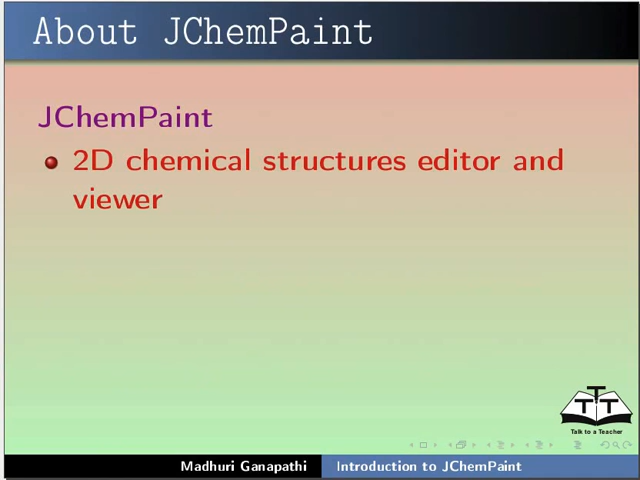 About JChemPaint
JChemPaint
2D chemical structures editor and
viewer
T
T T
Talk to a Teacher
Madhuri Ganapathi Introduction to JChemPaint